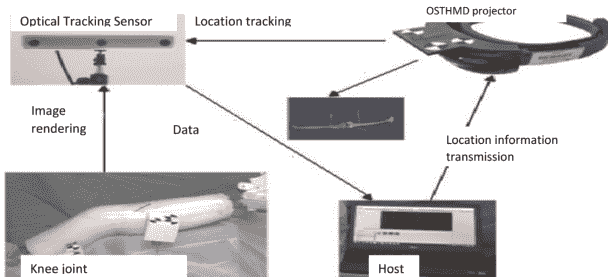 Optical Tracking Sensor
Location tracking
OSTHMD projector
Image
rendering
Data
Location information
transmission
Knee joint
Host